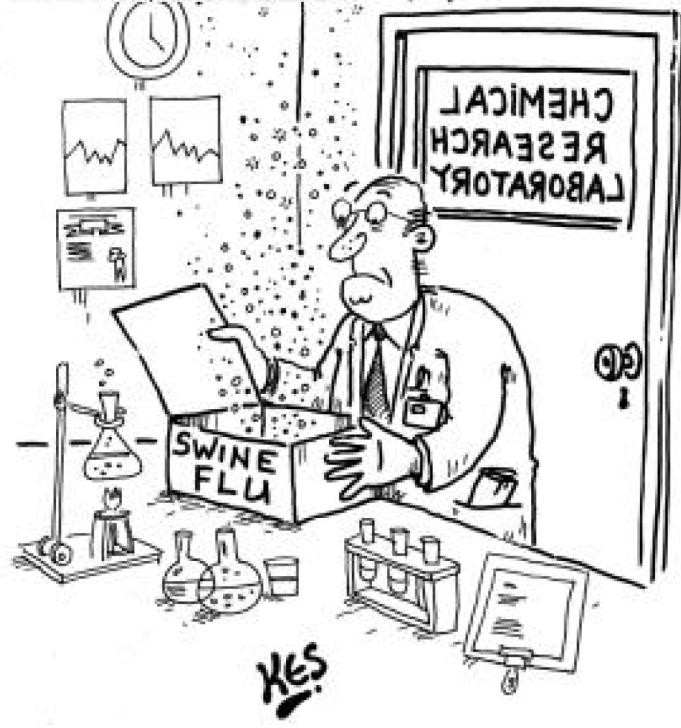 CHEMiCAL
RESEARCH
LABORATORY
SWINE
FLU
KES